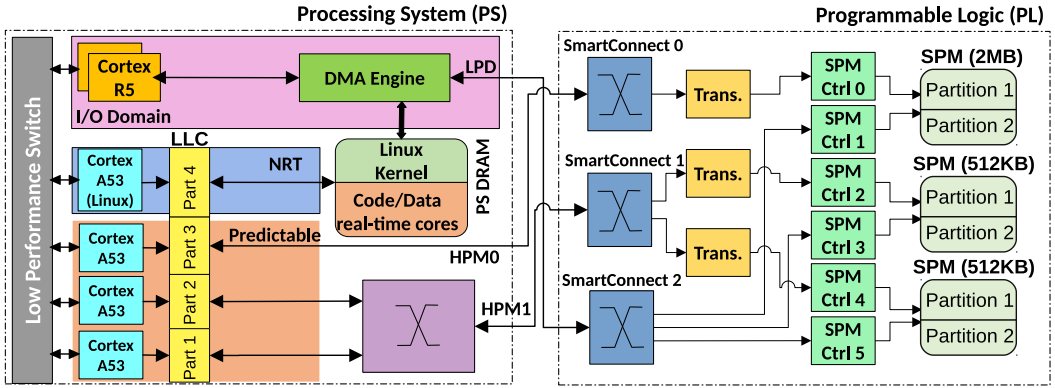 Processing System (PS)
Programmable Logic (PL)
Low Performance Switch
Cortex
R5
I/O Domain
DMA Engine
LPD
LLC
Cortex
A53
(Linux)
Part 4
NRT
Linux
Kernel
Code/Data
real-time cores
PS DRAM
Predictable
Cortex
A53
Part 3
HPM0
Cortex
A53
Part 2
HPM1
Cortex
A53
Part 1
SmartConnect 0
Trans.
SmartConnect 1
Trans.
Trans.
SmartConnect 2
SPM
Ctrl 0
SPM
Ctrl 1
SPM
Ctrl 2
SPM
Ctrl 3
SPM
Ctrl 4
SPM
Ctrl 5
SPM (2MB)
Partition 1
Partition 2
SPM (512KB)
Partition 1
Partition 2
SPM (512KB)
Partition 1
Partition 2